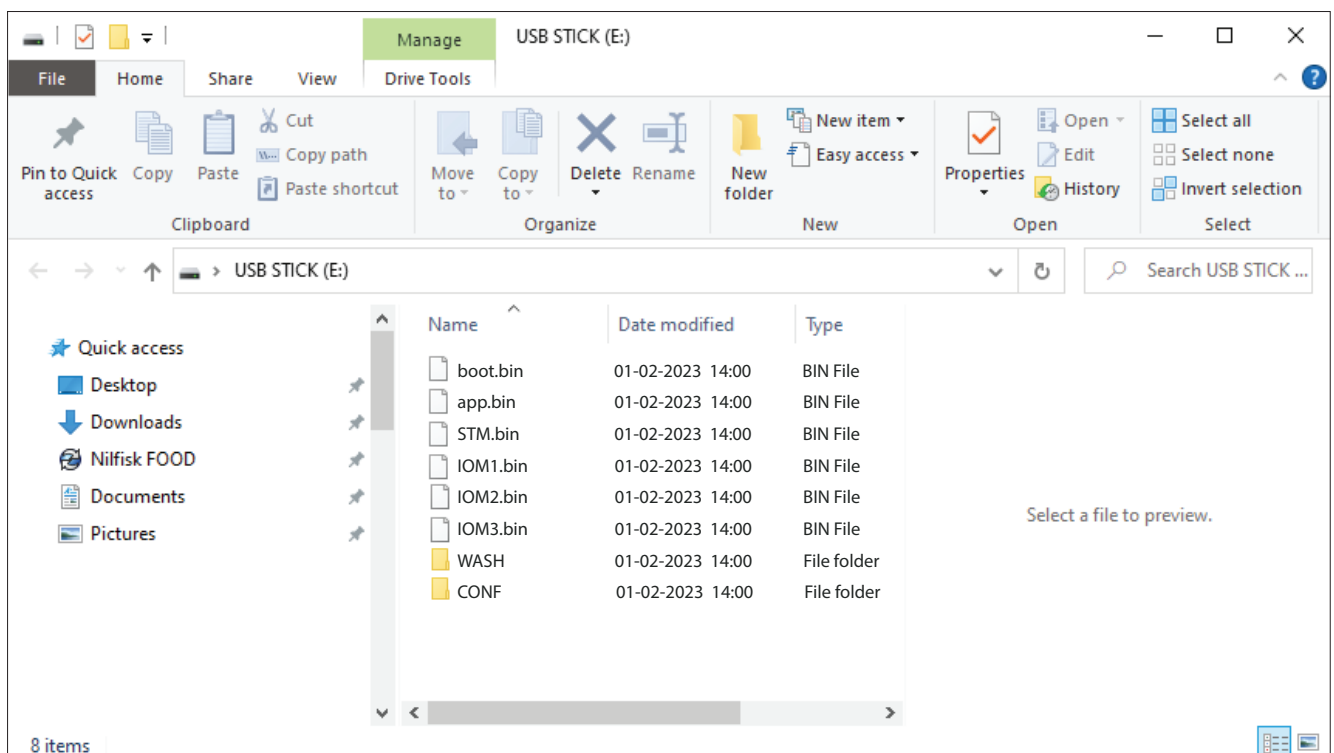 Manage USB STICK (E:)
File Home Share View Drive Tools
Pin to Quick access
Copy
Paste
Cut
Copy path
Paste shortcut
Clipboard
Move to
Copy to
Delete
Rename
Organize
New folder
New item
Easy access
New
Properties
Open
Edit
History
Open
Select all
Select none
Invert selection
Select
USB STICK (E:) Search USB STICK ...
Quick access
Desktop
Downloads
Nilfisk FOOD
Documents
Pictures
Name Date modified Type
boot.bin 01-02-2023 14:00 BIN File
app.bin 01-02-2023 14:00 BIN File
STM.bin 01-02-2023 14:00 BIN File
IOM1.bin 01-02-2023 14:00 BIN File
IOM2.bin 01-02-2023 14:00 BIN File
IOM3.bin 01-02-2023 14:00 BIN File
WASH 01-02-2023 14:00 File folder
CONF 01-02-2023 14:00 File folder
Select a file to preview.
8 items